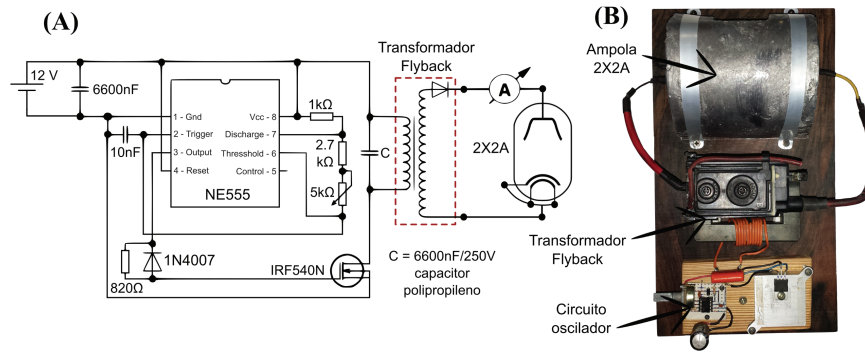 (A)
12 V
6600nF
10nF
1 - Gnd
2 - Trigger
3 - Output
4 - Reset
Vcc - 8
Discharge - 7
Thresshold - 6
Control - 5
NE555
1kΩ
2.7
kΩ
5kΩ
C
Transformador
Flyback
A
2X2A
1N4007
820Ω
IRF540N
C = 6600nF/250V
capacitor
polipropileno
(B)
Ampola
2X2A
Transformador
Flyback
Circuito
oscilador